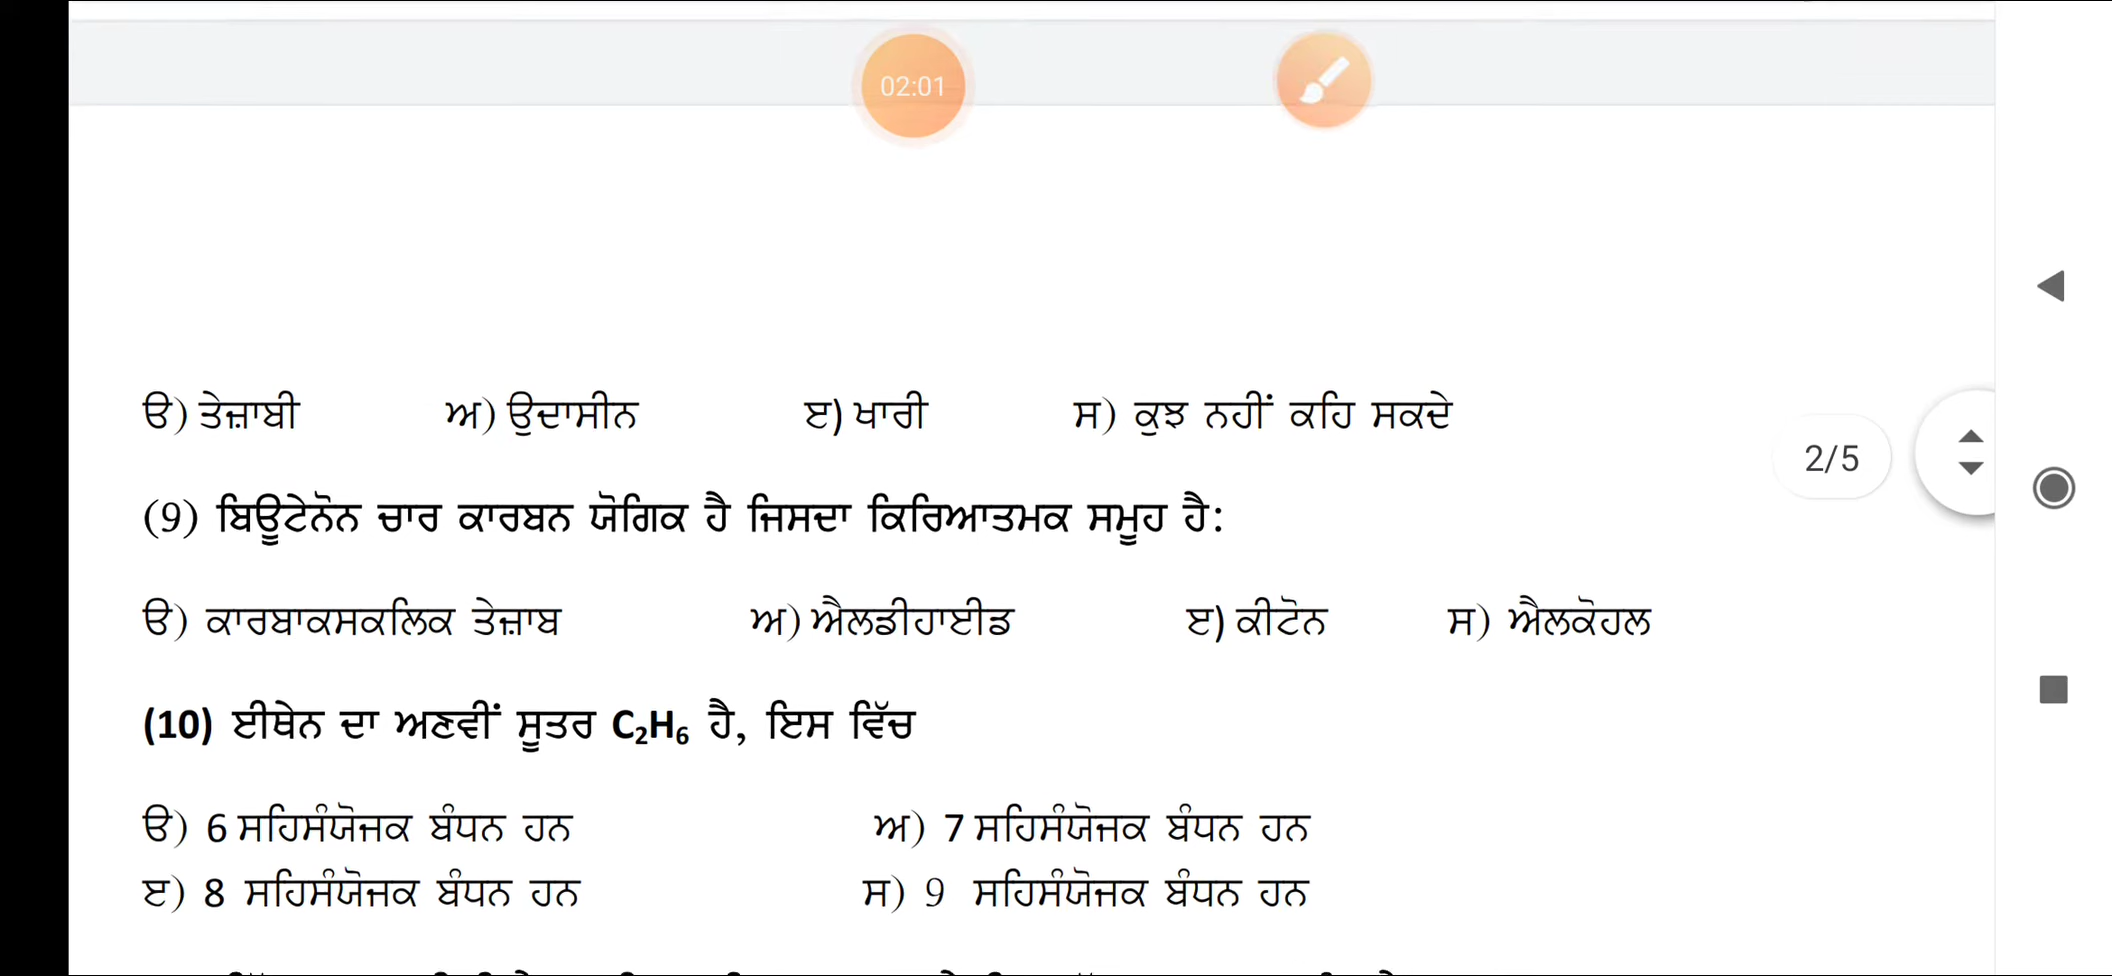 02:01
ੳ) ਤੇਜ਼ਾਬੀ ਅ) ਉਦਾਸੀਨ ੲ) ਖਾਰੀ ਸ) ਕੁਝ ਨਹੀਂ ਕਹਿ ਸਕਦੇ
2/5
(9) ਬਿਊਟੇਨੋਨ ਚਾਰ ਕਾਰਬਨ ਯੋਗਿਕ ਹੈ ਜਿਸਦਾ ਕਿਰਿਆਤਮਕ ਸਮੂਹ ਹੈ:
ੳ) ਕਾਰਬਾਕਸਕਲਿਕ ਤੇਜ਼ਾਬ ਅ) ਐਲਡੀਹਾਈਡ ੲ) ਕੀਟੋਨ ਸ) ਐਲਕੋਹਲ
(10) ਈਥੇਨ ਦਾ ਅਣਵੀਂ ਸੂਤਰ C₂H₆ ਹੈ, ਇਸ ਵਿੱਚ
ੳ) 6 ਸਹਿਸੰਯੋਜਕ ਬੰਧਨ ਹਨ ਅ) 7 ਸਹਿਸੰਯੋਜਕ ਬੰਧਨ ਹਨ
ੲ) 8 ਸਹਿਸੰਯੋਜਕ ਬੰਧਨ ਹਨ ਸ) 9 ਸਹਿਸੰਯੋਜਕ ਬੰਧਨ ਹਨ